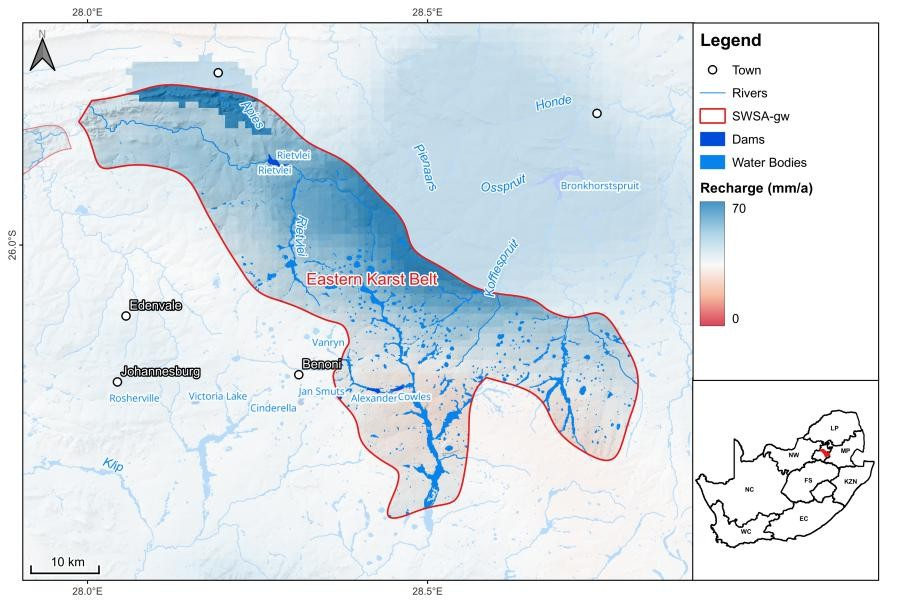 28.0°E
28.5°E
N
Apies
Honde
Pienaars
Rietvlei
Rietvlei
Osspruit
Bronkhorstspruit
Rietvlei
26.0°S
Koffiespruit
Eastern Karst Belt
Edenvale
Vanryn
Benoni
Johannesburg
Jan Smuts
Rosherville
Victoria Lake
Alexander
Cowles
Cinderella
Klip
10 km
28.0°E
28.5°E
Legend
Town
Rivers
SWSA-gw
Dams
Water Bodies
Recharge (mm/a)
70
0
LP
NW
MP
FS
NC
KZN
EC
WC